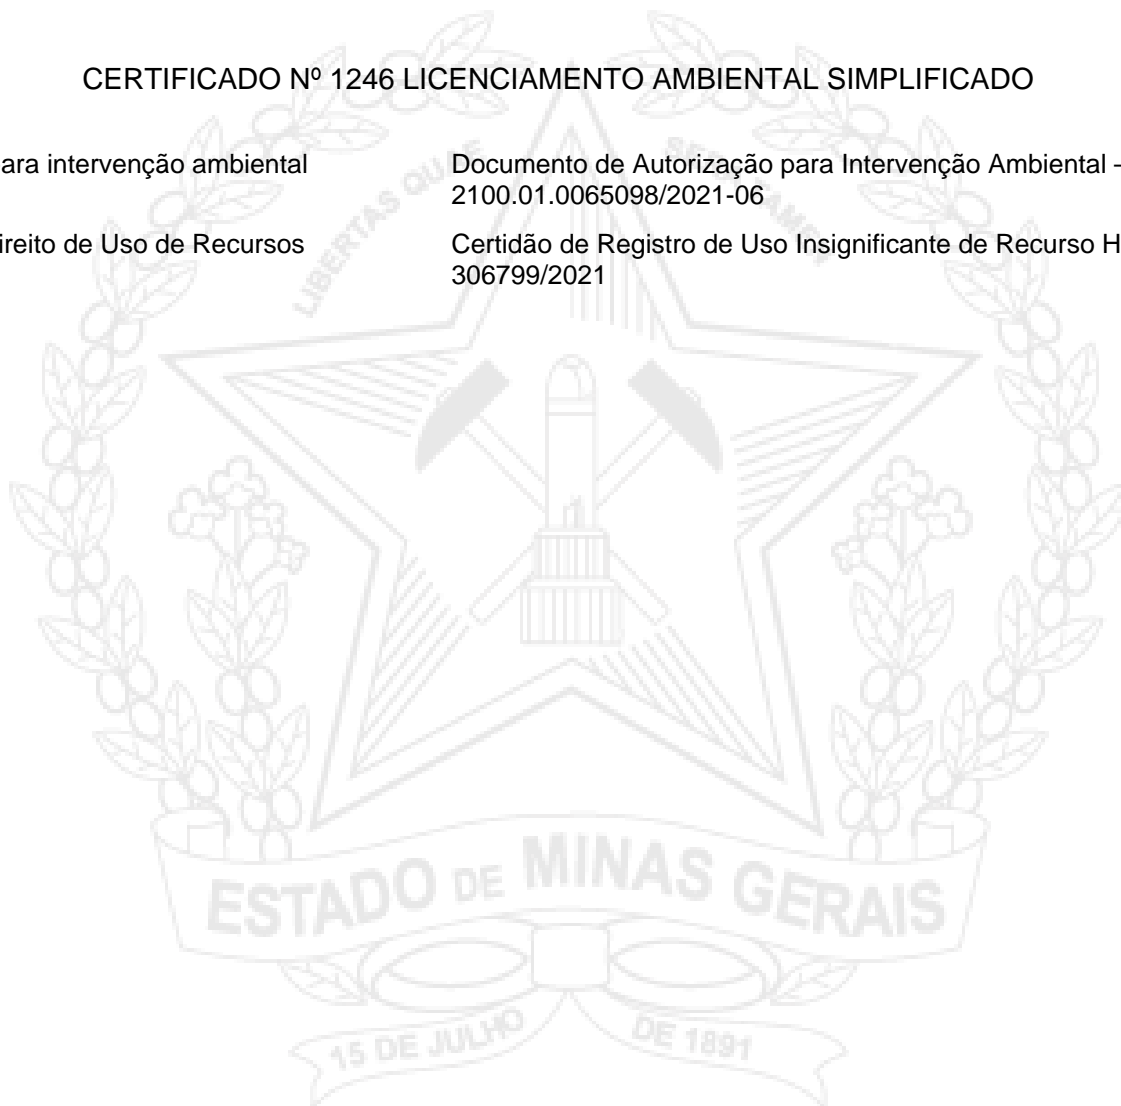 CERTIFICADO Nº 1246 LICENCIAMENTO AMBIENTAL SIMPLIFICADO
ara intervenção ambiental
Documento de Autorização para Intervenção Ambiental -
2100.01.0065098/2021-06
ireito de Uso de Recursos
Certidão de Registro de Uso Insignificante de Recurso H
306799/2021
LIBERTAS QUÆ SERA TAMEN
ESTADO DE MINAS GERAIS
15 DE JULHO DE 1891